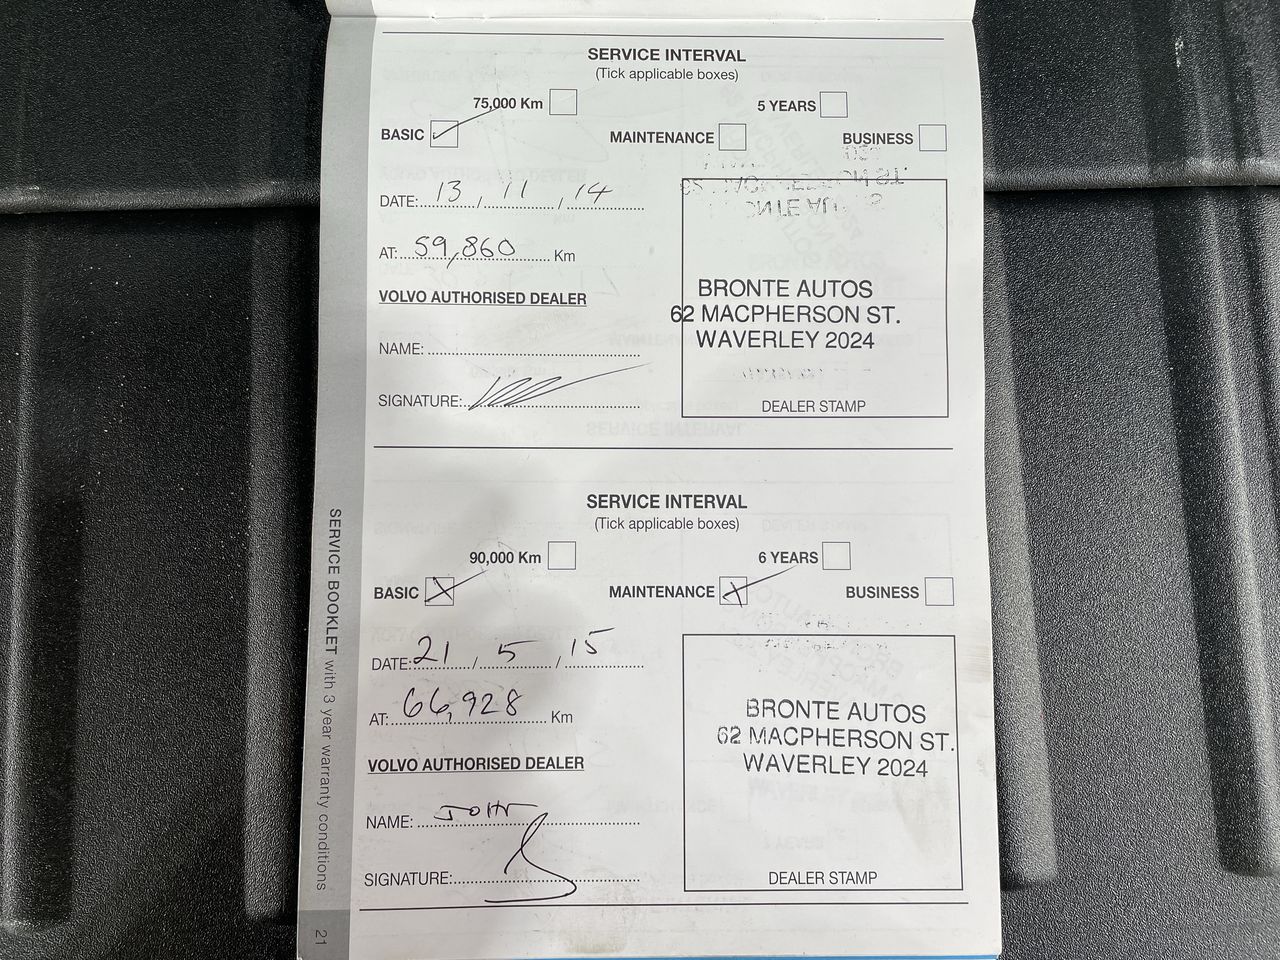 SERVICE INTERVAL
(Tick applicable boxes)
75,000 Km 5 YEARS
BASIC MAINTENANCE BUSINESS
DATE: 13 / 11 / 14
AT: 59,860 Km
VOLVO AUTHORISED DEALER
NAME:
SIGNATURE:
BRONTE AUTOS
62 MACPHERSON ST.
WAVERLEY 2024
DEALER STAMP
SERVICE INTERVAL
(Tick applicable boxes)
90,000 Km 6 YEARS
BASIC MAINTENANCE BUSINESS
DATE: 21 / 5 / 15
AT: 66,928 Km
VOLVO AUTHORISED DEALER
NAME: JOHN
SIGNATURE:
BRONTE AUTOS
62 MACPHERSON ST.
WAVERLEY 2024
DEALER STAMP
SERVICE BOOKLET with 3 year warranty conditions
21